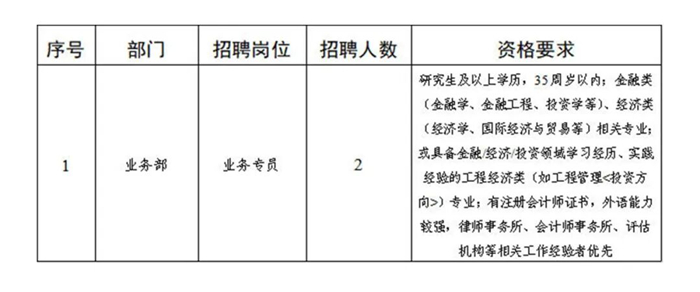 序号 部门 招聘岗位 招聘人数 资格要求
1 业务部 业务专员 2
研究生及以上学历，35周岁以内；金融类
（金融学、金融工程、投资学等）、经济类
（经济学、国际经济与贸易等）相关专业；
或具备金融/经济/投资领域学习经历、实践
经验的工程经济类（如工程管理<投资方
向>）专业；有注册会计师证书，外语能力
较强，律师事务所、会计师事务所、评估
机构等相关工作经验者优先